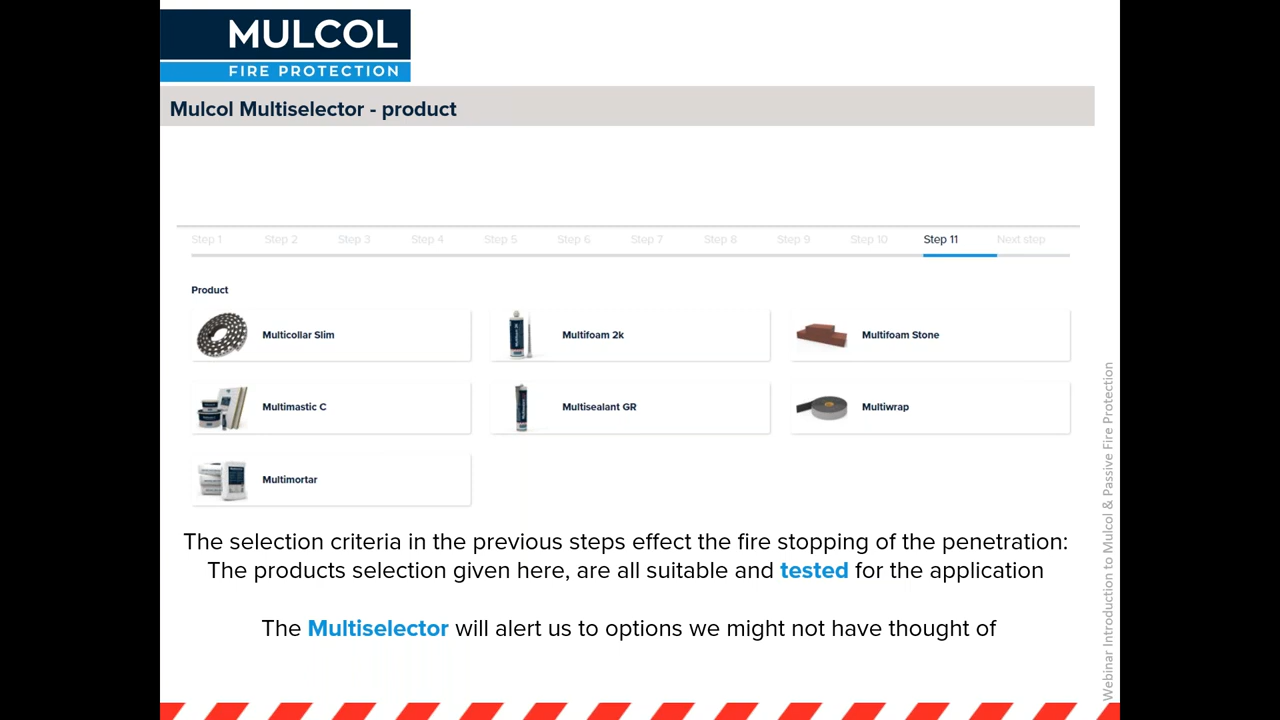 MULCOL
FIRE PROTECTION
Mulcol Multiselector - product
Step 1 Step 2 Step 3 Step 4 Step 5 Step 6 Step 7 Step 8 Step 9 Step 10 Step 11 Next step
Product
Multicollar Slim Multifoam 2k Multifoam Stone
Multimastic C Multisealant GR Multiwrap
Multimortar
The selection criteria in the previous steps effect the fire stopping of the penetration:
The products selection given here, are all suitable and tested for the application
The Multiselector will alert us to options we might not have thought of
Webinar Introduction to Mulcol & Passive Fire Protection